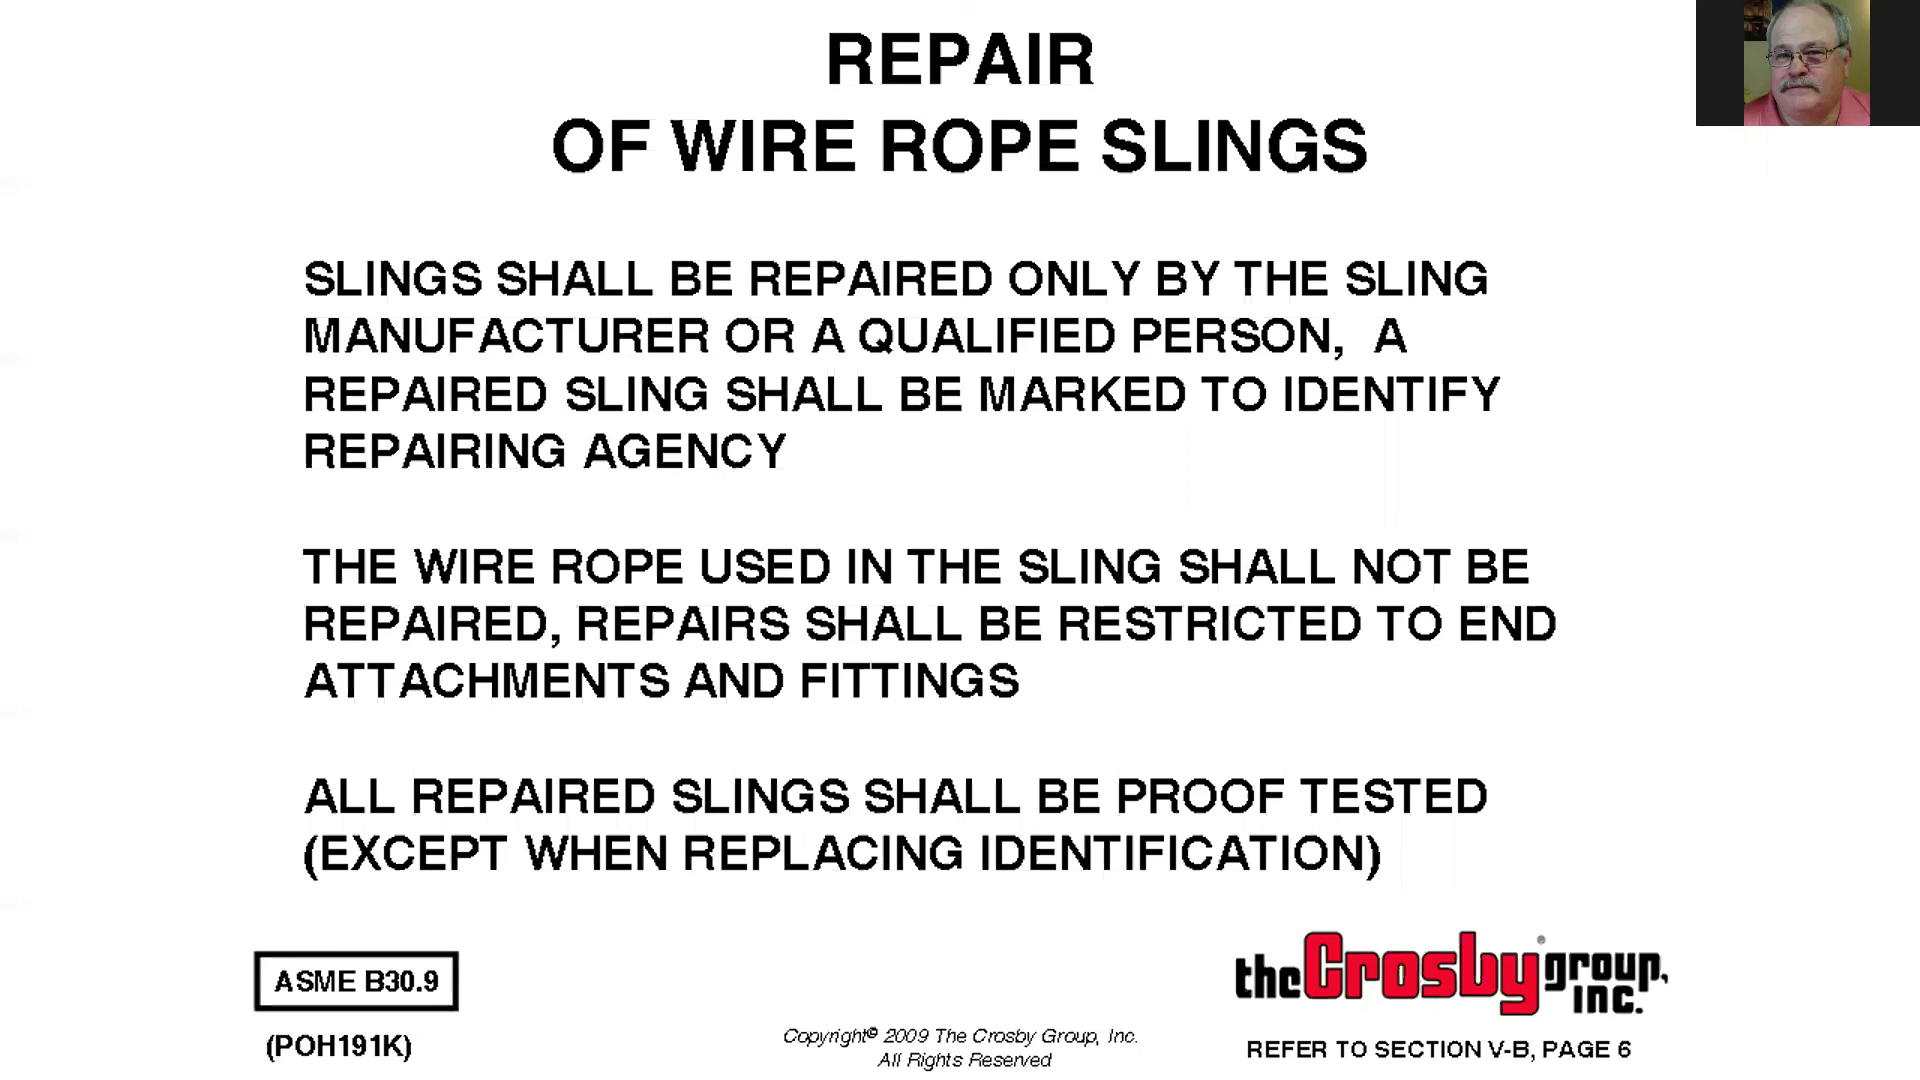 REPAIR
OF WIRE ROPE SLINGS
SLINGS SHALL BE REPAIRED ONLY BY THE SLING
MANUFACTURER OR A QUALIFIED PERSON, A
REPAIRED SLING SHALL BE MARKED TO IDENTIFY
REPAIRING AGENCY
THE WIRE ROPE USED IN THE SLING SHALL NOT BE
REPAIRED, REPAIRS SHALL BE RESTRICTED TO END
ATTACHMENTS AND FITTINGS
ALL REPAIRED SLINGS SHALL BE PROOF TESTED
(EXCEPT WHEN REPLACING IDENTIFICATION)
ASME B30.9
(POH191K)
Copyright© 2009 The Crosby Group, Inc.
All Rights Reserved
the Crosby® group, inc.
REFER TO SECTION V-B, PAGE 6